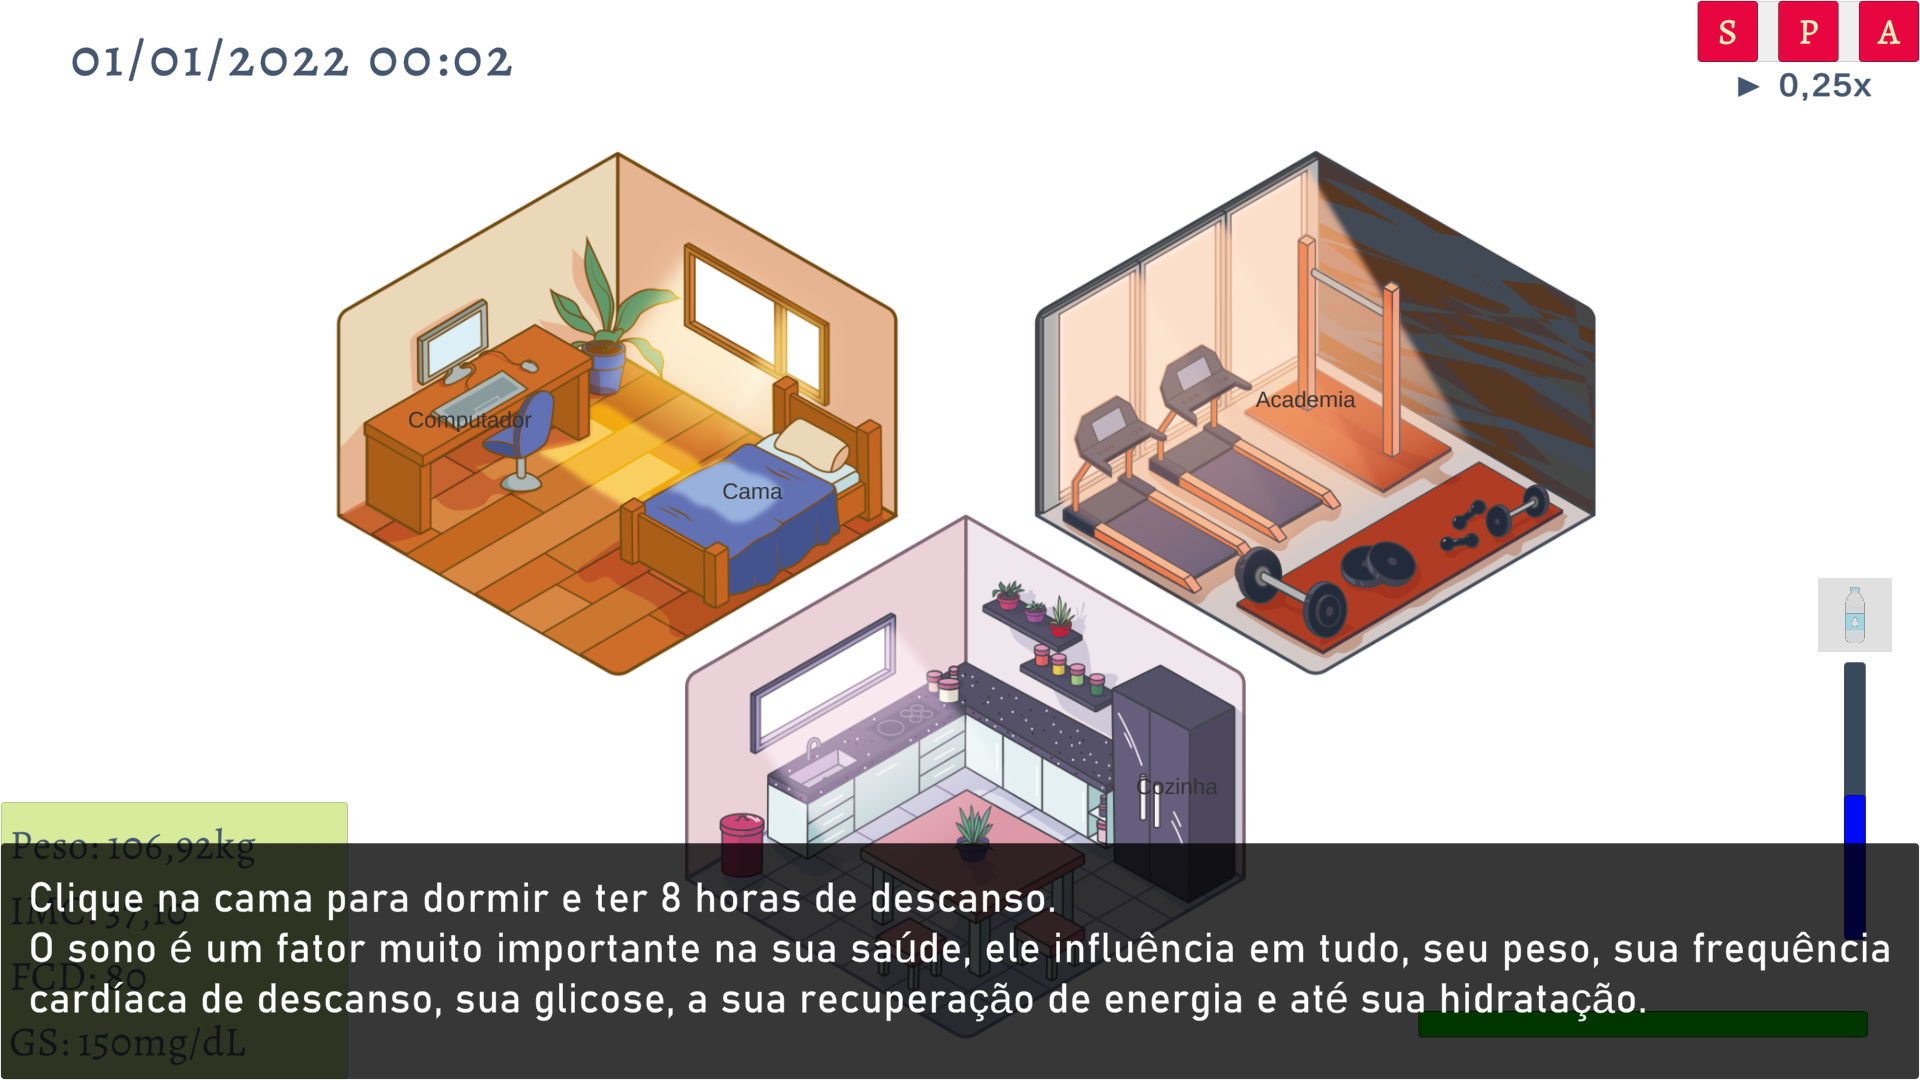 01/01/2022 00:02
S P A
► 0,25x
Computador
Cama
Academia
Cozinha
Peso: 106,92kg
IMC: 37,10
FCD: 80
GS: 150mg/dL
Clique na cama para dormir e ter 8 horas de descanso.
O sono é um fator muito importante na sua saúde, ele influência em tudo, seu peso, sua frequência
cardíaca de descanso, sua glicose, a sua recuperação de energia e até sua hidratação.